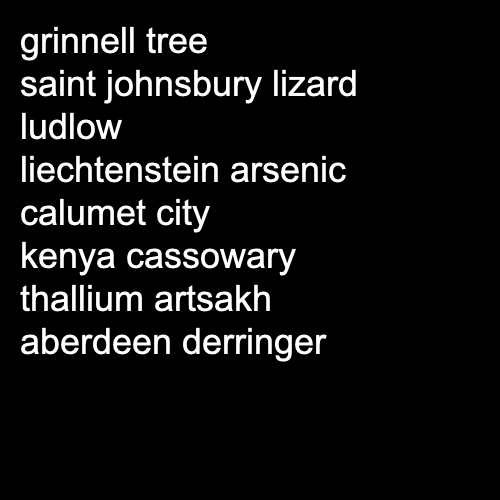 grinnell tree
saint johnsbury lizard
ludlow
liechtenstein arsenic
calumet city
kenya cassowary
thallium artsakh
aberdeen derringer